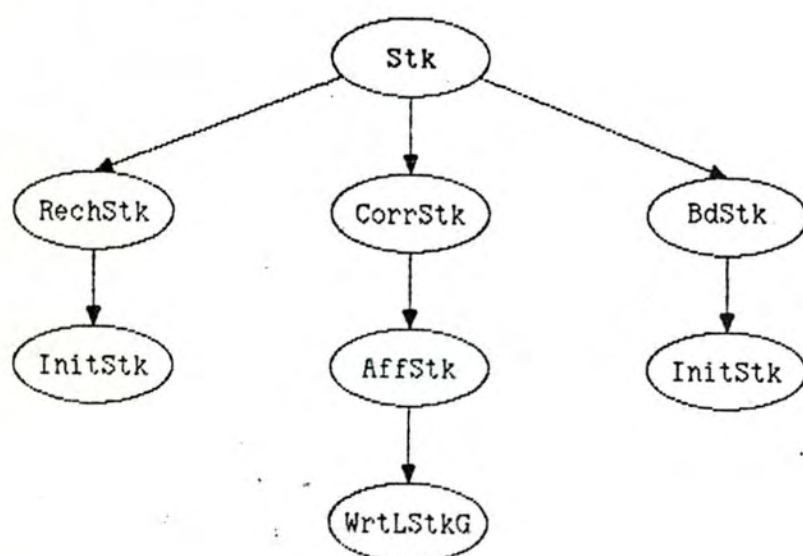 Stk
RechStk
CorrStk
BdStk
InitStk
AffStk
InitStk
WrtLStkG